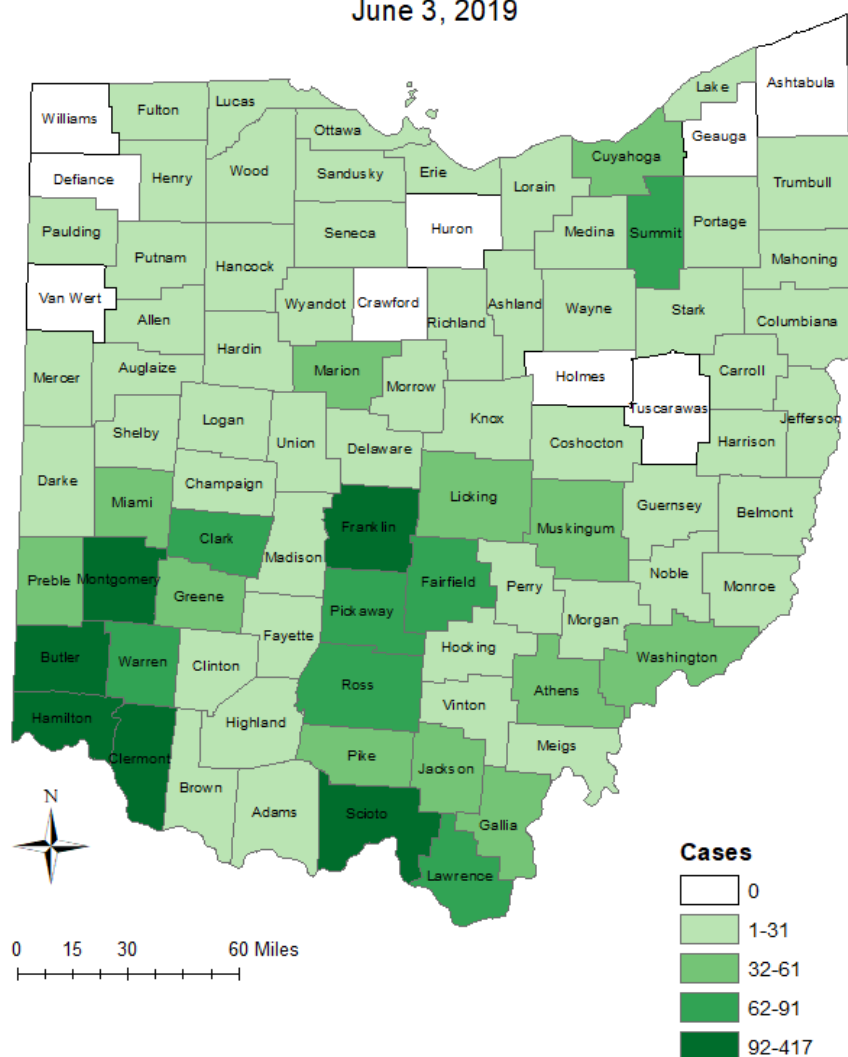 June 3, 2019
Ashtabula
Lake
Williams
Fulton
Lucas
Geauga
Ottawa
Cuyahoga
Defiance
Henry
Wood
Sandusky
Erie
Lorain
Trumbull
Paulding
Seneca
Huron
Medina
Summit
Portage
Putnam
Hancock
Mahoning
Van Wert
Wyandot
Crawford
Ashland
Wayne
Stark
Allen
Richland
Columbiana
Hardin
Auglaize
Mercer
Marion
Morrow
Holmes
Carroll
Tuscarawas
Logan
Knox
Jefferson
Shelby
Union
Delaware
Coshocton
Harrison
Darke
Champaign
Miami
Licking
Guernsey
Belmont
Clark
Franklin
Muskingum
Madison
Preble
Montgomery
Greene
Fairfield
Perry
Noble
Monroe
Pickaway
Morgan
Fayette
Hocking
Butler
Warren
Clinton
Washington
Ross
Athens
Vinton
Hamilton
Highland
Meigs
Clermont
Pike
Jackson
Brown
Adams
Scioto
Gallia
Lawrence
N
0 15 30 60 Miles
Cases
0
1-31
32-61
62-91
92-417